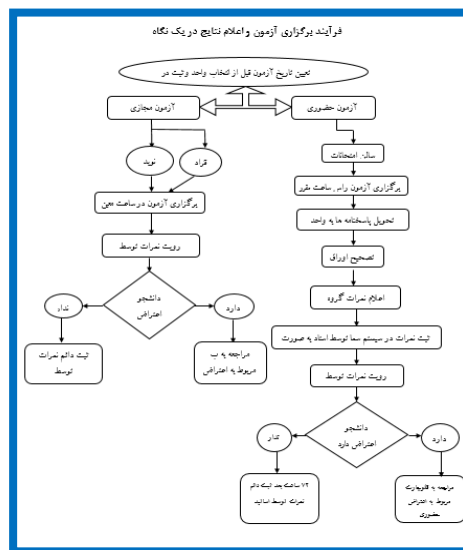 فرآیند برگزاری آزمون و اعلام نتایج در یک نگاه
تعیین تاریخ آزمون قبل از انتخاب واحد و ثبت در
آزمون مجازی
آزمون حضوری
نوید
قراد
سالن امتحانات
برگزاری آزمون در ساعت معین
برگزاری آزمون راس ساعت مقرر
تحویل پاسخنامه ها به واحد
رویت نمرات توسط
تصحیح اوراق
دانشجو
اعتراض
ندار
دارد
اعلام نمرات گروه
ثبت نمرات در سیستم سما توسط استاد به صورت
ثبت دائم نمرات
توسط
مراجعه به ب
مربوط به اعتراض
رویت نمرات توسط
دانشجو
اعتراض دارد
ندار
دارد
۷۲ ساعت بعد ثبت دائم
نمرات توسط اساتید
مراجعه به
مربوط به اعتراض
حضوری